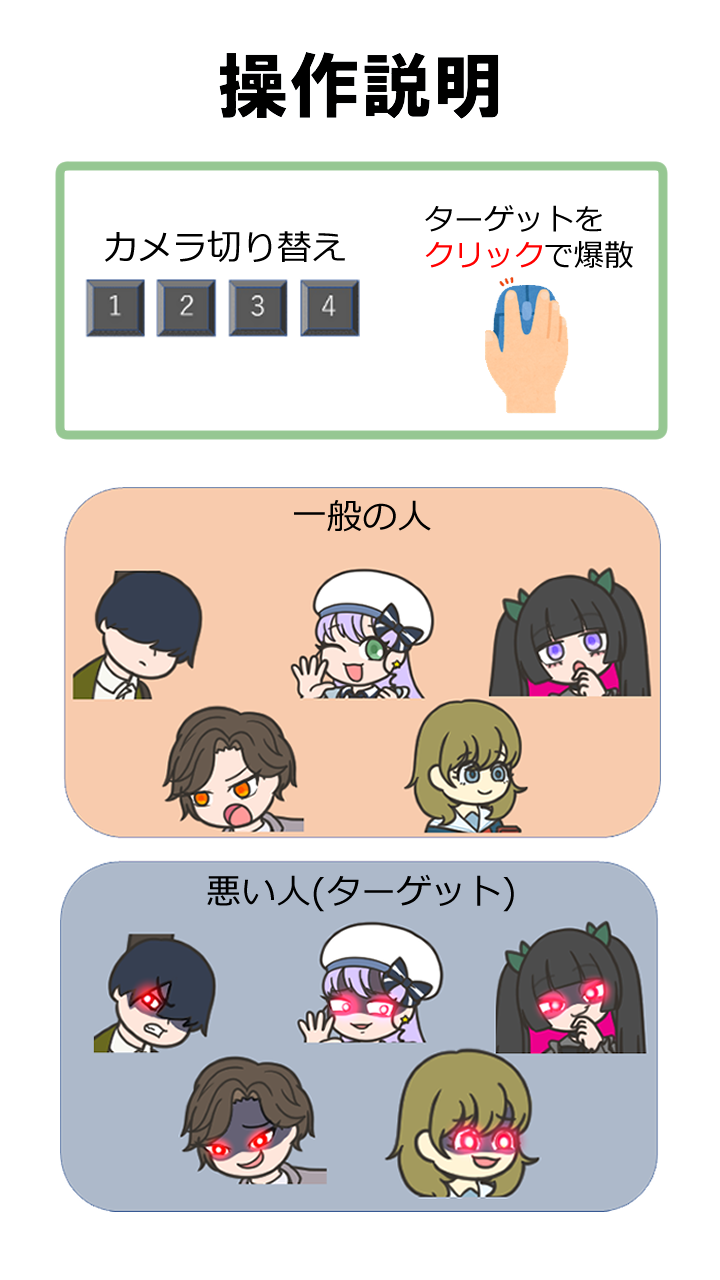 操作説明
カメラ切り替え
1 2 3 4
ターゲットを
クリックで爆散
一般の人
悪い人(ターゲット)